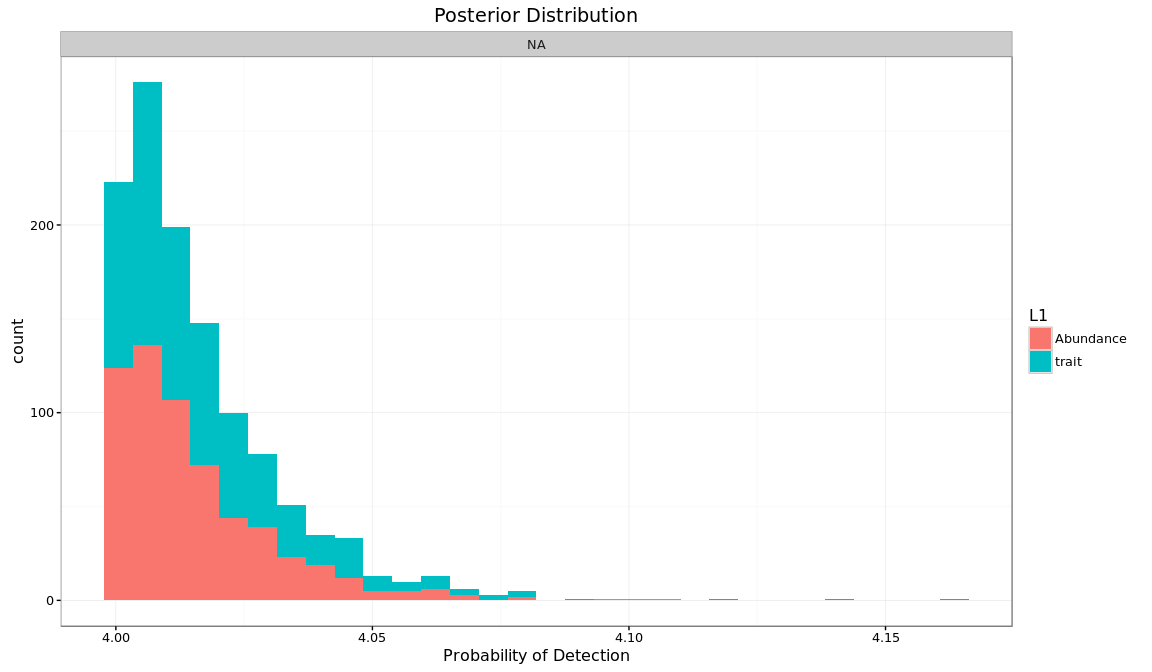 Posterior Distribution
NA
200
100
0
count
4.00 4.05 4.10 4.15
Probability of Detection
L1
Abundance
trait